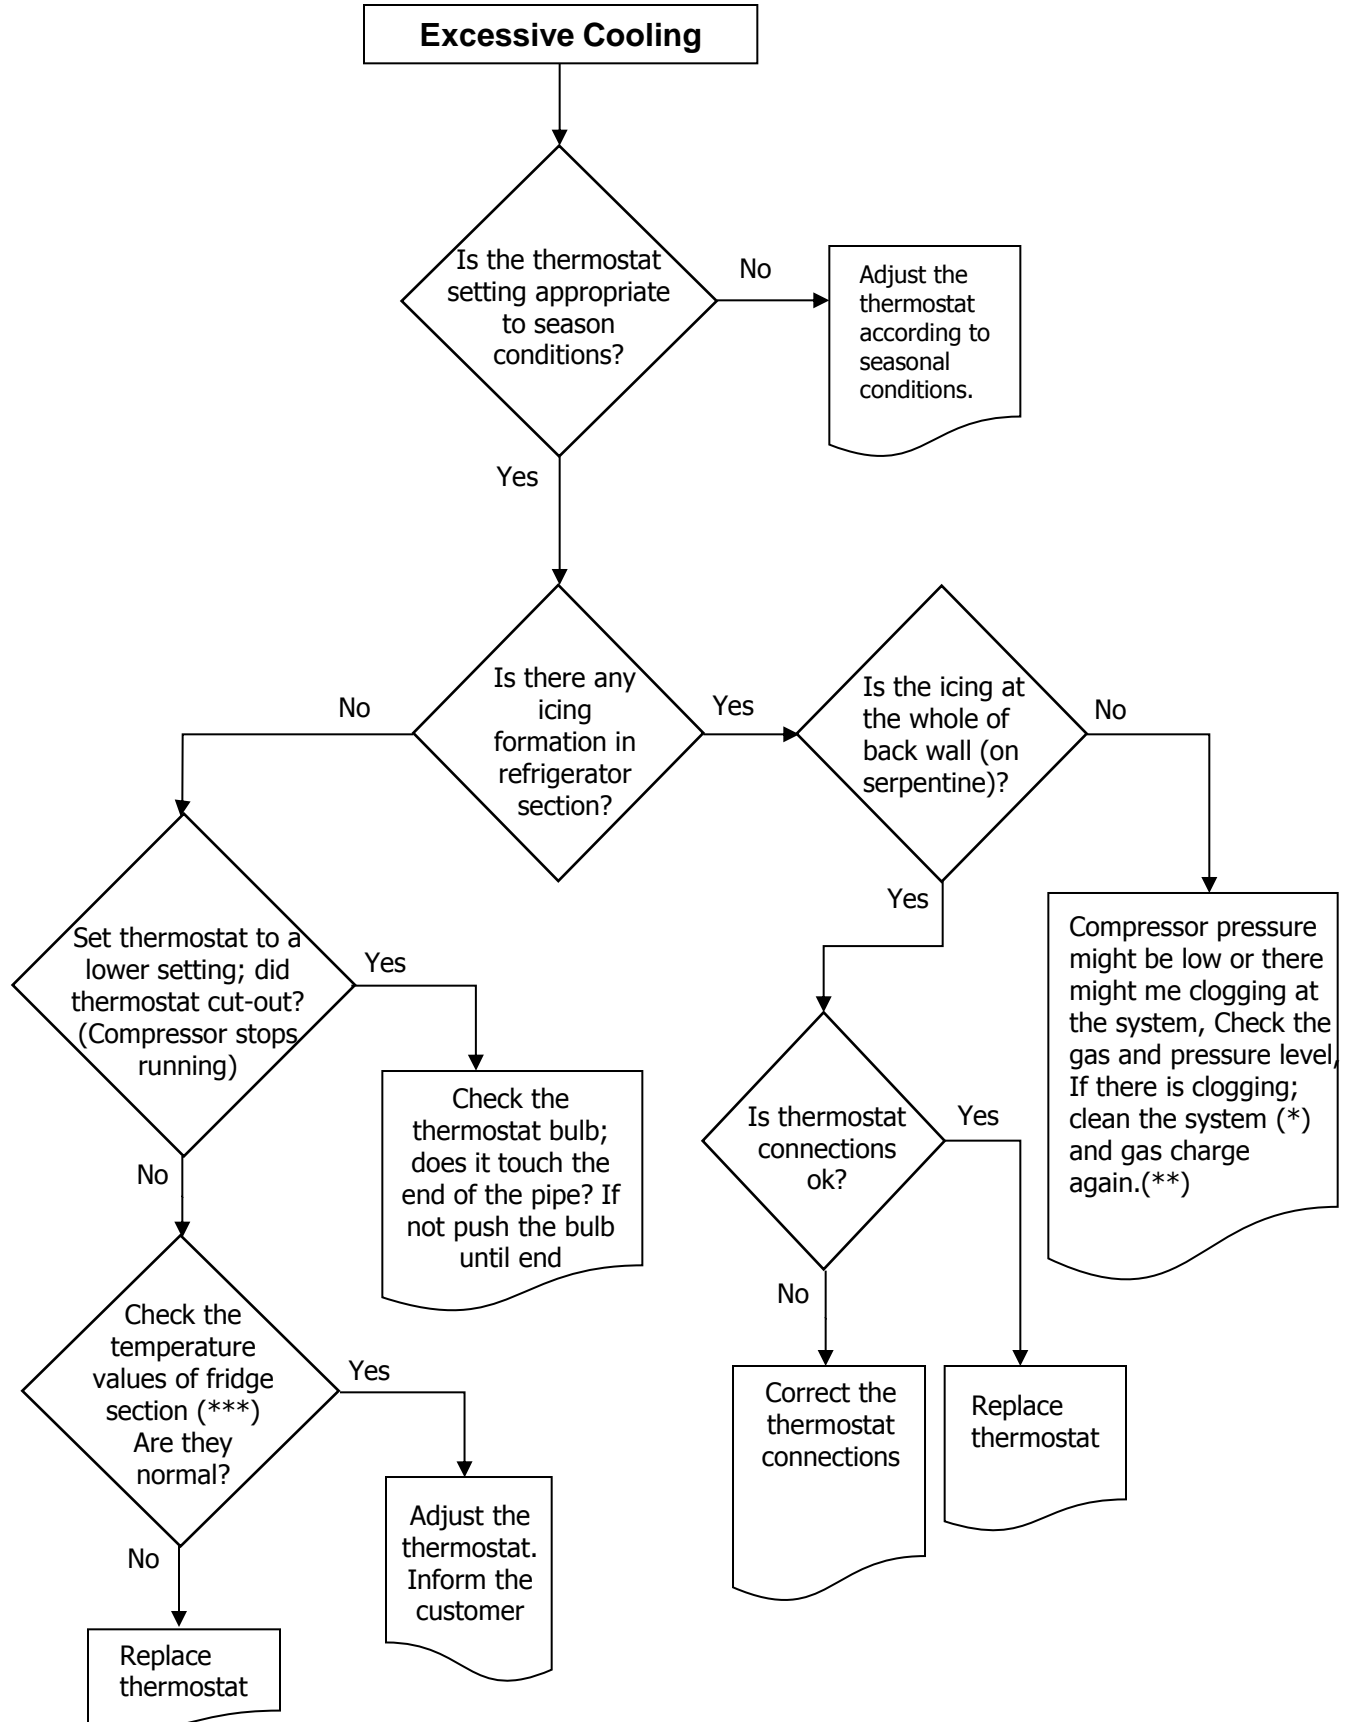 Excessive Cooling
Is the thermostat
setting appropriate
to season
conditions?
No
Adjust the
thermostat
according to
seasonal
conditions.
Yes
Is there any
icing
formation in
refrigerator
section?
No
Yes
Is the icing at
the whole of
back wall (on
serpentine)?
No
Yes
Set thermostat to a
lower setting; did
thermostat cut-out?
(Compressor stops
running)
Yes
Check the
thermostat bulb;
does it touch the
end of the pipe? If
not push the bulb
until end
Is thermostat
connections
ok?
Yes
Compressor pressure
might be low or there
might me clogging at
the system, Check the
gas and pressure level,
If there is clogging;
clean the system (*)
and gas charge
again.(**)
No
Check the
temperature
values of fridge
section (***)
Are they
normal?
Yes
No
Correct the
thermostat
connections
Replace
thermostat
Adjust the
thermostat.
Inform the
customer
No
Replace
thermostat